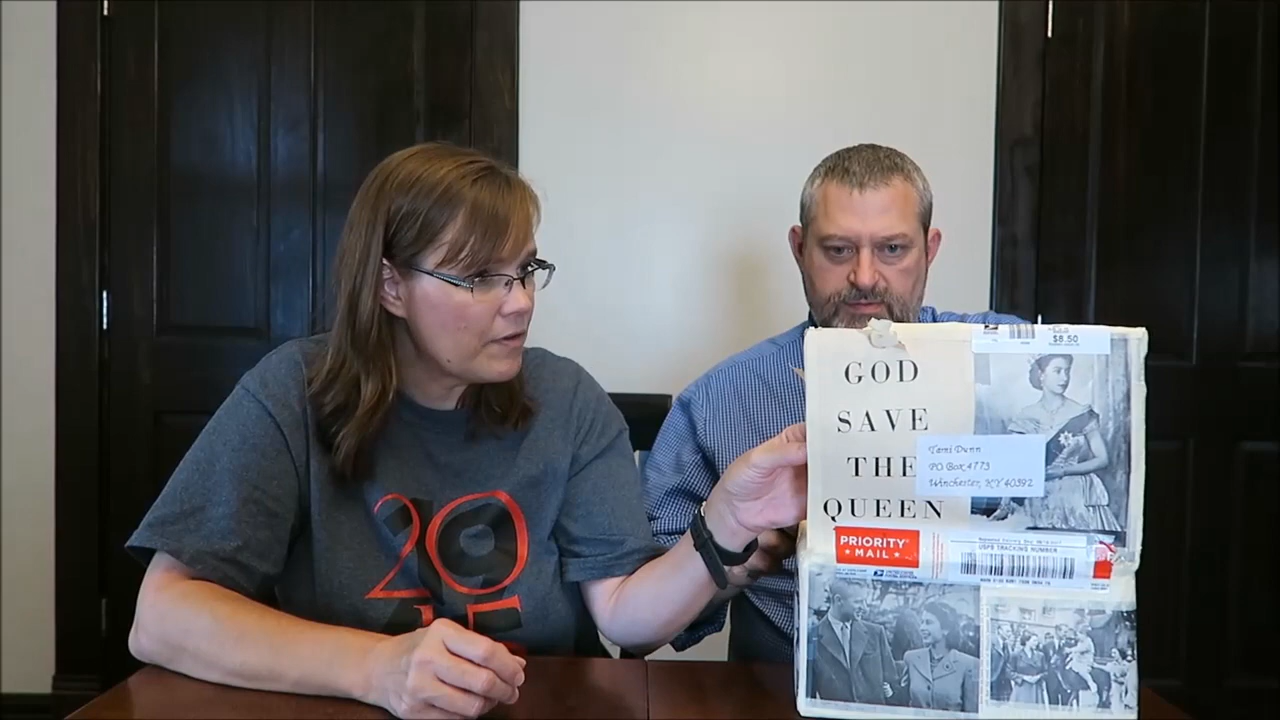 $8.50
GOD
SAVE
THE
QUEEN
Tami Dunn
PO Box 4773
Winchester, KY 40392
PRIORITY
★ MAIL ★
USPS TRACKING NUMBER
20
15